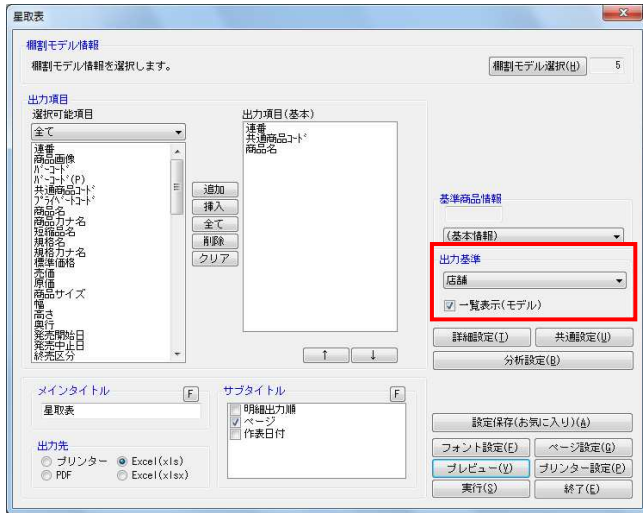 星取表
棚割モデル情報
棚割モデル情報を選択します。
棚割モデル選択(H)
5
出力項目
選択可能項目
全て
連番
商品画像
バーコード
バーコード(P)
共通商品コード
プライベートコード
商品名
商品カナ名
短縮品名
規格名
規格カナ名
標準価格
売価
原価
商品サイズ
幅
高さ
奥行
発売開始日
発売中止日
終売区分
追加
挿入
全て
削除
クリア
出力項目(基本)
連番
共通商品コード
商品名
↑
↓
基準商品情報
(基本情報)
出力基準
店舗
一覧表示(モデル)
詳細設定(T)
共通設定(U)
分析設定(B)
メインタイトル
F
星取表
サブタイトル
F
明細出力順
ページ
作表日付
出力先
プリンター
Excel(xls)
PDF
Excel(xlsx)
設定保存(お気に入り)(A)
フォント設定(F)
ページ設定(G)
プレビュー(V)
プリンター設定(P)
実行(S)
終了(E)